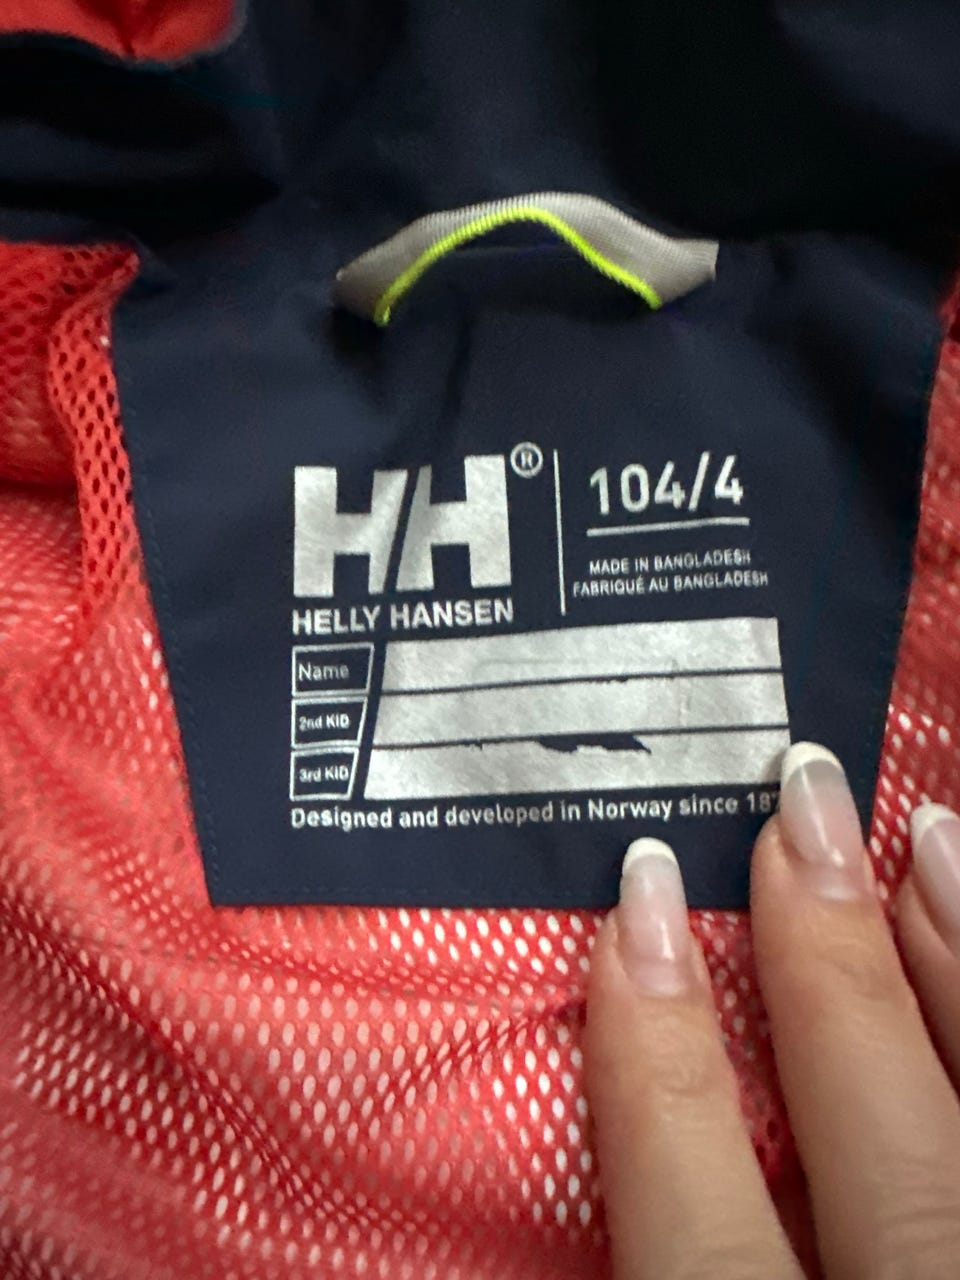 HH®
HELLY HANSEN
104/4
MADE IN BANGLADESH
FABRIQUÉ AU BANGLADESH
Name
2nd KID
3rd KID
Designed and developed in Norway since